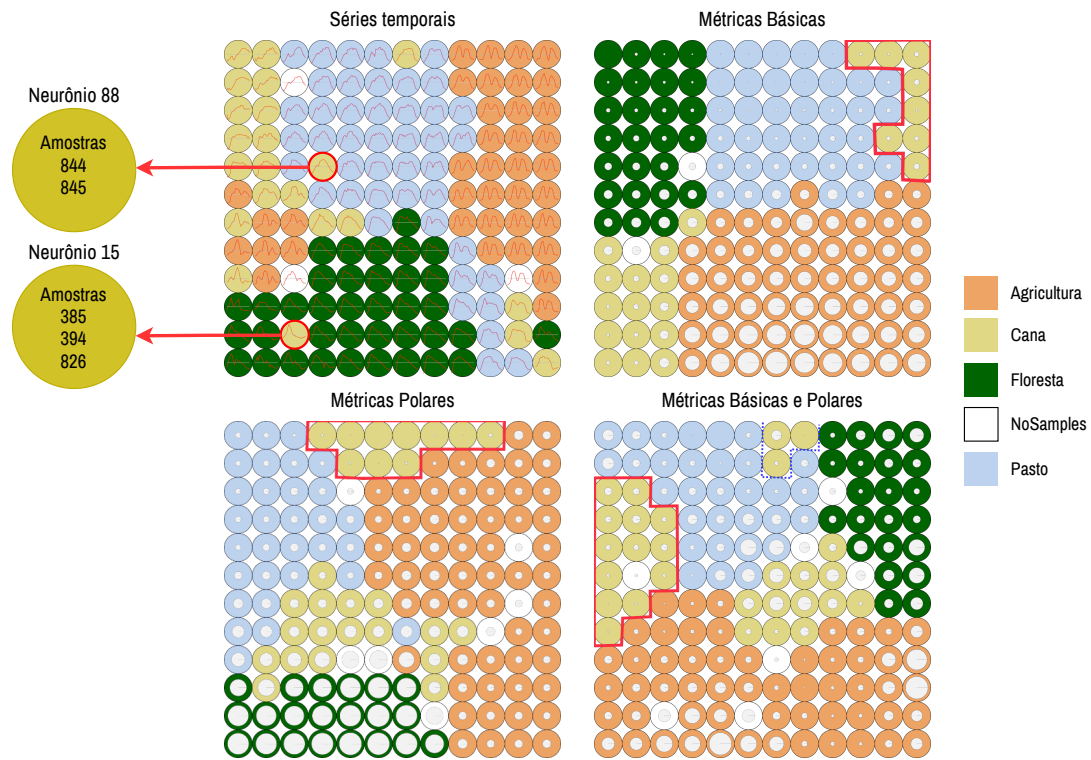 Séries temporais
Métricas Básicas
Neurônio 88
Amostras
844
845
Neurônio 15
Amostras
385
394
826
Agricultura
Cana
Floresta
NoSamples
Pasto
Métricas Polares
Métricas Básicas e Polares